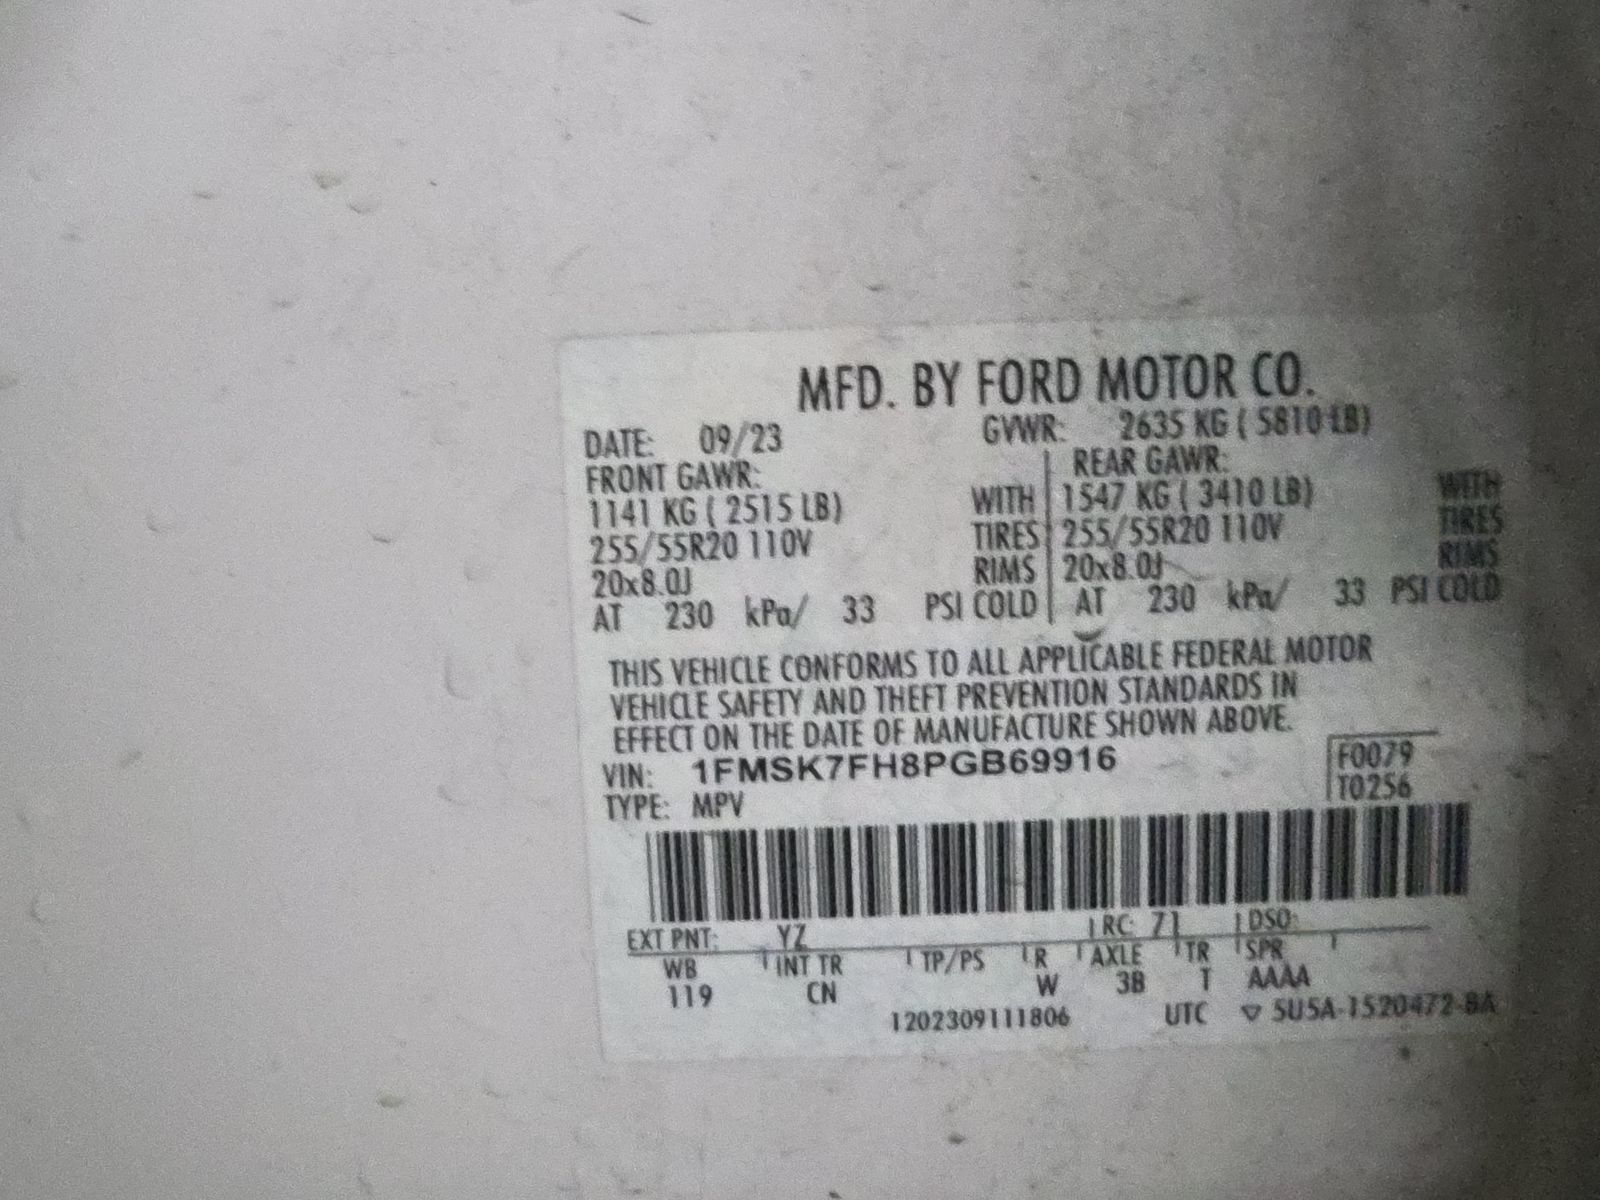 MFD. BY FORD MOTOR CO.
DATE: 09/23 GVWR: 2635 KG ( 5810 LB)
FRONT GAWR: REAR GAWR:
1141 KG ( 2515 LB) WITH 1547 KG ( 3410 LB) WITH
255/55R20 110V TIRES 255/55R20 110V TIRES
20x8.0J RIMS 20x8.0J RIMS
AT 230 kPa/ 33 PSI COLD AT 230 kPa/ 33 PSI COLD
THIS VEHICLE CONFORMS TO ALL APPLICABLE FEDERAL MOTOR
VEHICLE SAFETY AND THEFT PREVENTION STANDARDS IN
EFFECT ON THE DATE OF MANUFACTURE SHOWN ABOVE.
VIN: 1FMSK7FH8PGB69916 F0079
TYPE: MPV T0256
EXT PNT: YZ RC: 71 DSO:
WB INT TR TP/PS R AXLE TR SPR
119 CN W 3B T AAAA
1202309111806 UTC ▽ 5U5A-1520472-BA